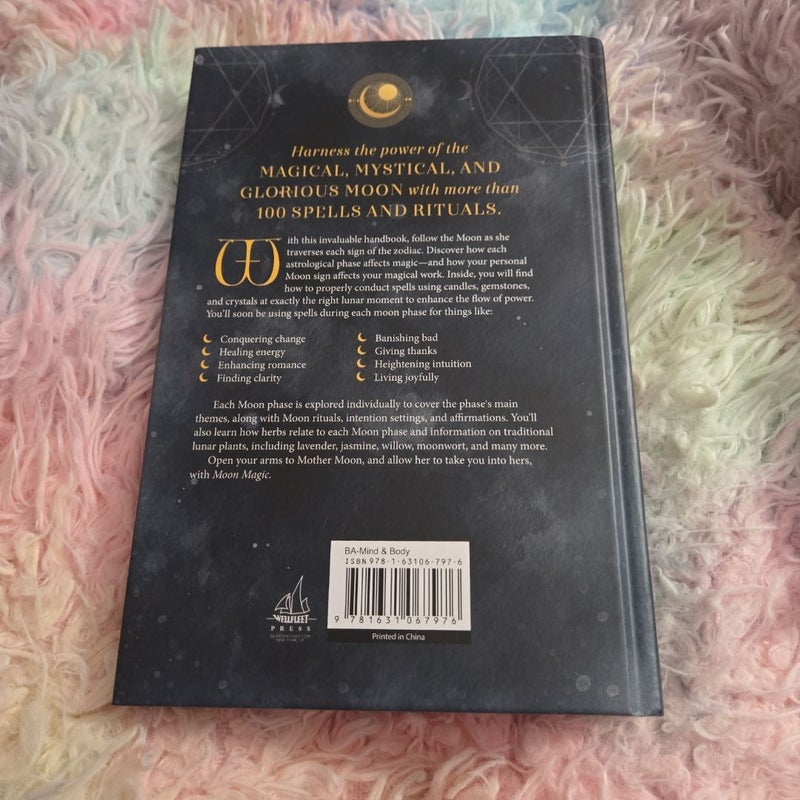 Harness the power of the
MAGICAL, MYSTICAL, AND
GLORIOUS MOON with more than
100 SPELLS AND RITUALS.
With this invaluable handbook, follow the Moon as she
traverses each sign of the zodiac. Discover how each
astrological phase affects magic—and how your personal
Moon sign affects your magical work. Inside, you will find
how to properly conduct spells using candles, gemstones,
and crystals at exactly the right lunar moment to enhance the flow of power.
You'll soon be using spells during each moon phase for things like:
Conquering change
Healing energy
Enhancing romance
Finding clarity
Banishing bad
Giving thanks
Heightening intuition
Living joyfully
Each Moon phase is explored individually to cover the phase's main
themes, along with Moon rituals, intention settings, and affirmations. You'll
also learn how herbs relate to each Moon phase and information on traditional
lunar plants, including lavender, jasmine, willow, moonwort, and many more.
Open your arms to Mother Moon, and allow her to take you into hers,
with Moon Magic.
BA-Mind & Body
ISBN 978-1-63106-797-6
9 781631 067976
Printed in China
WELLFLEET
PRESS